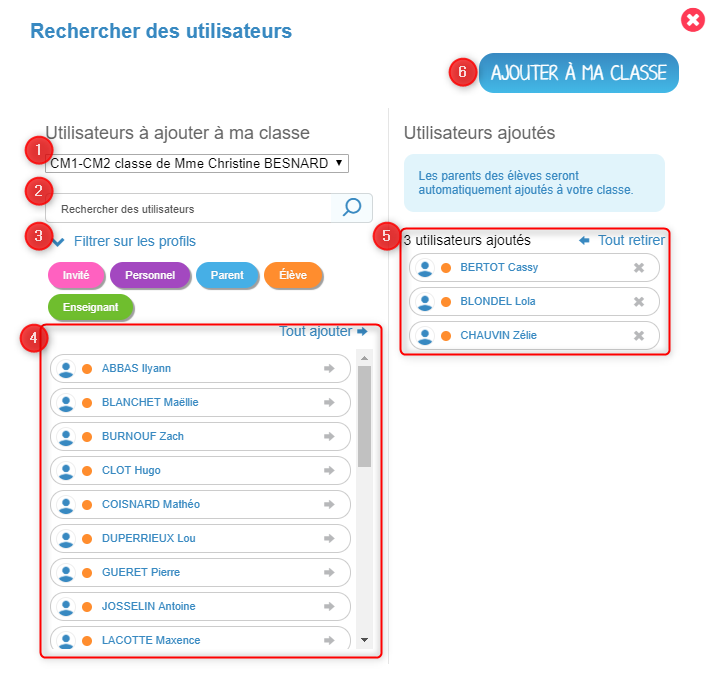 Rechercher des utilisateurs
6
AJOUTER À MA CLASSE
Utilisateurs à ajouter à ma classe
1
CM1-CM2 classe de Mme Christine BESNARD
2
Rechercher des utilisateurs
3
Filtrer sur les profils
Invité
Personnel
Parent
Élève
Enseignant
4
Tout ajouter
ABBAS Ilyann
BLANCHET Maéllie
BURNOUF Zach
CLOT Hugo
COISNARD Mathéo
DUPERRIEUX Lou
GUERET Pierre
JOSSELIN Antoine
LACOTTE Maxence
Utilisateurs ajoutés
Les parents des élèves seront
automatiquement ajoutés à votre classe.
5
3 utilisateurs ajoutés
Tout retirer
BERTOT Cassy
BLONDEL Lola
CHAUVIN Zélie